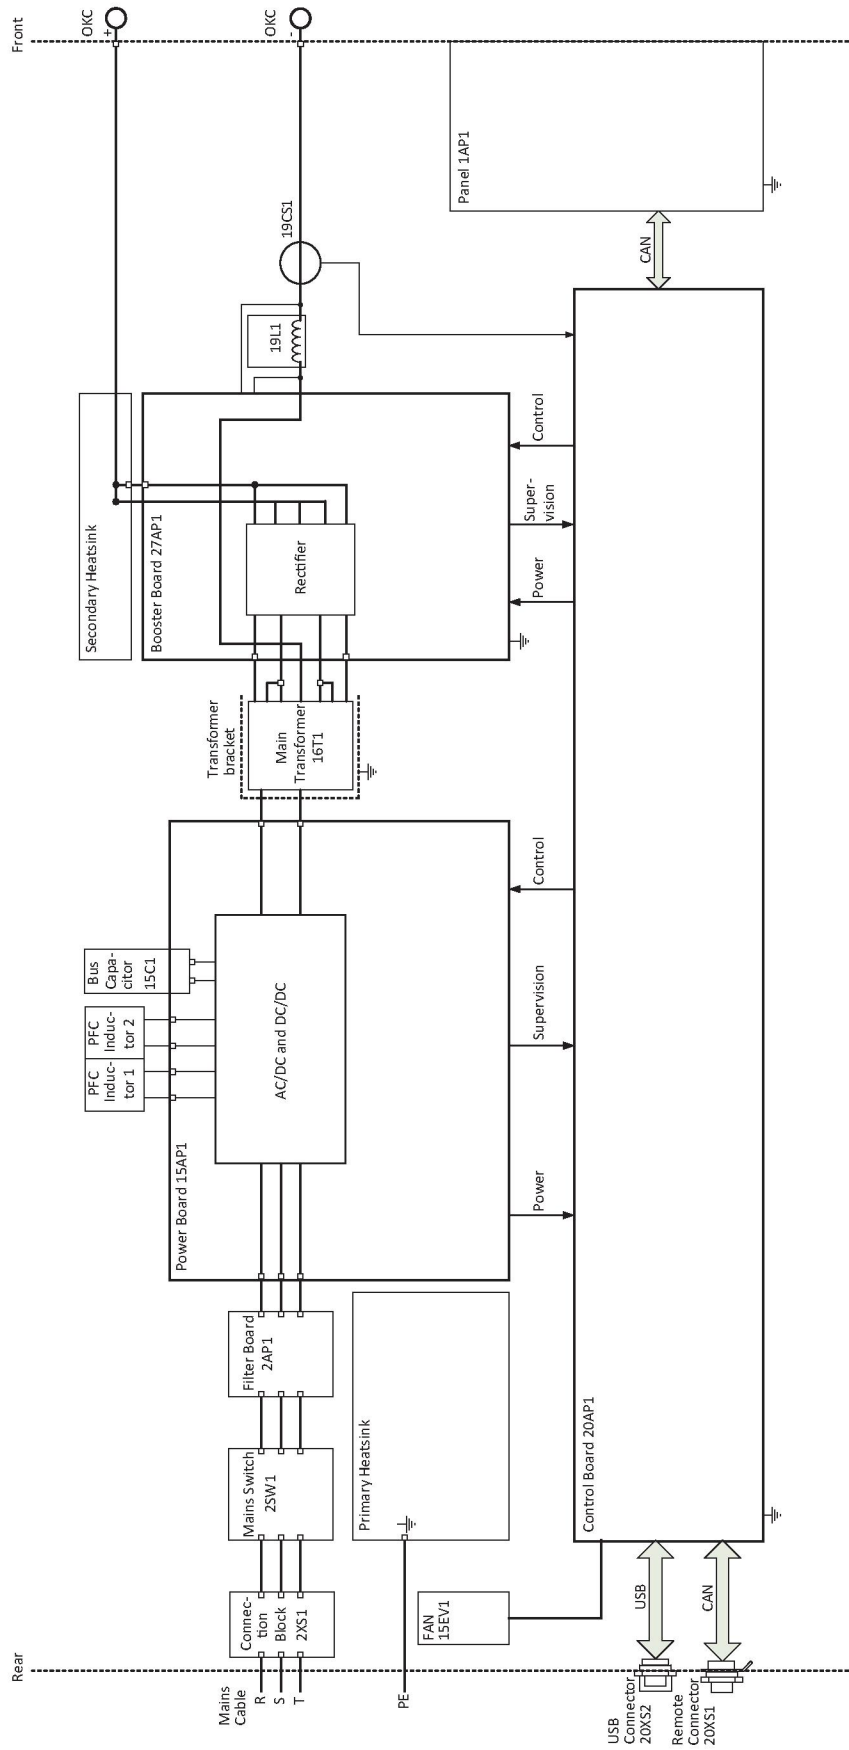 Rear
Front
Mains
Cable
R
S
T
PE
Connec-
tion
Block
2XS1
Mains Switch
2SW1
Filter Board
2AP1
Primary Heatsink
FAN
15EV1
Power Board 15AP1
PFC
Induc-
tor 1
PFC
Induc-
tor 2
Bus
Capa-
citor
15C1
AC/DC and DC/DC
Transformer
bracket
Main
Transformer
16T1
Secondary Heatsink
Booster Board 27AP1
Rectifier
19L1
19CS1
OKC
+
OKC
-
Power
Supervision
Control
Power
Super-
vision
Control
Control Board 20AP1
USB
CAN
USB
Connector
20XS2
Remote
Connector
20XS1
CAN
Panel 1AP1